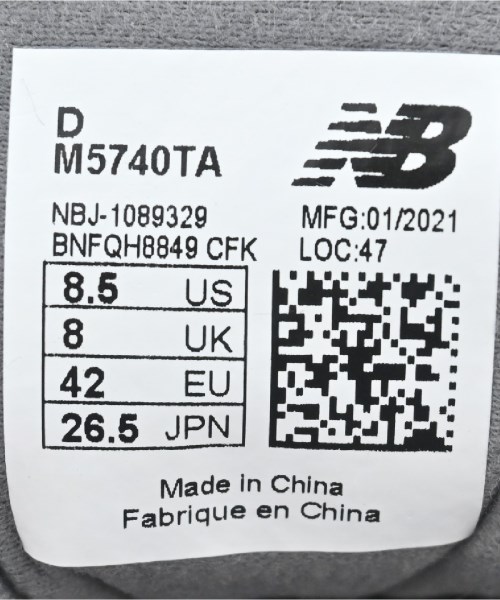 D
M5740TA
NB
NBJ-1089329
BNFQH8849 CFK
MFG:01/2021
LOC:47
8.5 US
8 UK
42 EU
26.5 JPN
Made in China
Fabrique en China